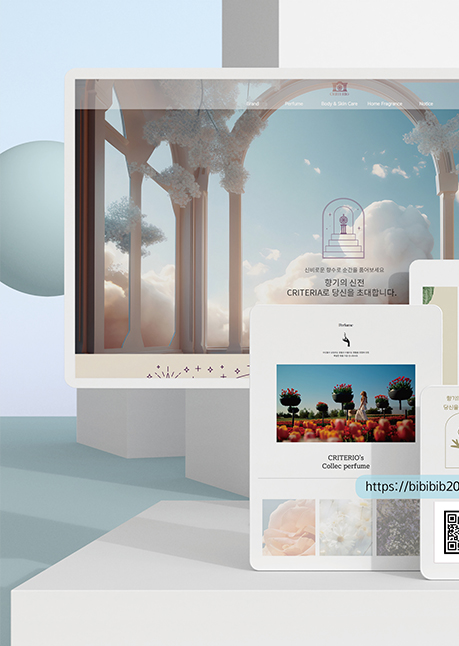 About
Perfume
Body & Skin Care
Home Fragrance
Notice
신비로운 향수로 순간을 품어보세요
향기의 신전
CRITERIA로 당신을 초대합니다.
Perfume
CRITERIO's
Collec perfume
향기의
당신을
https://bibibib20